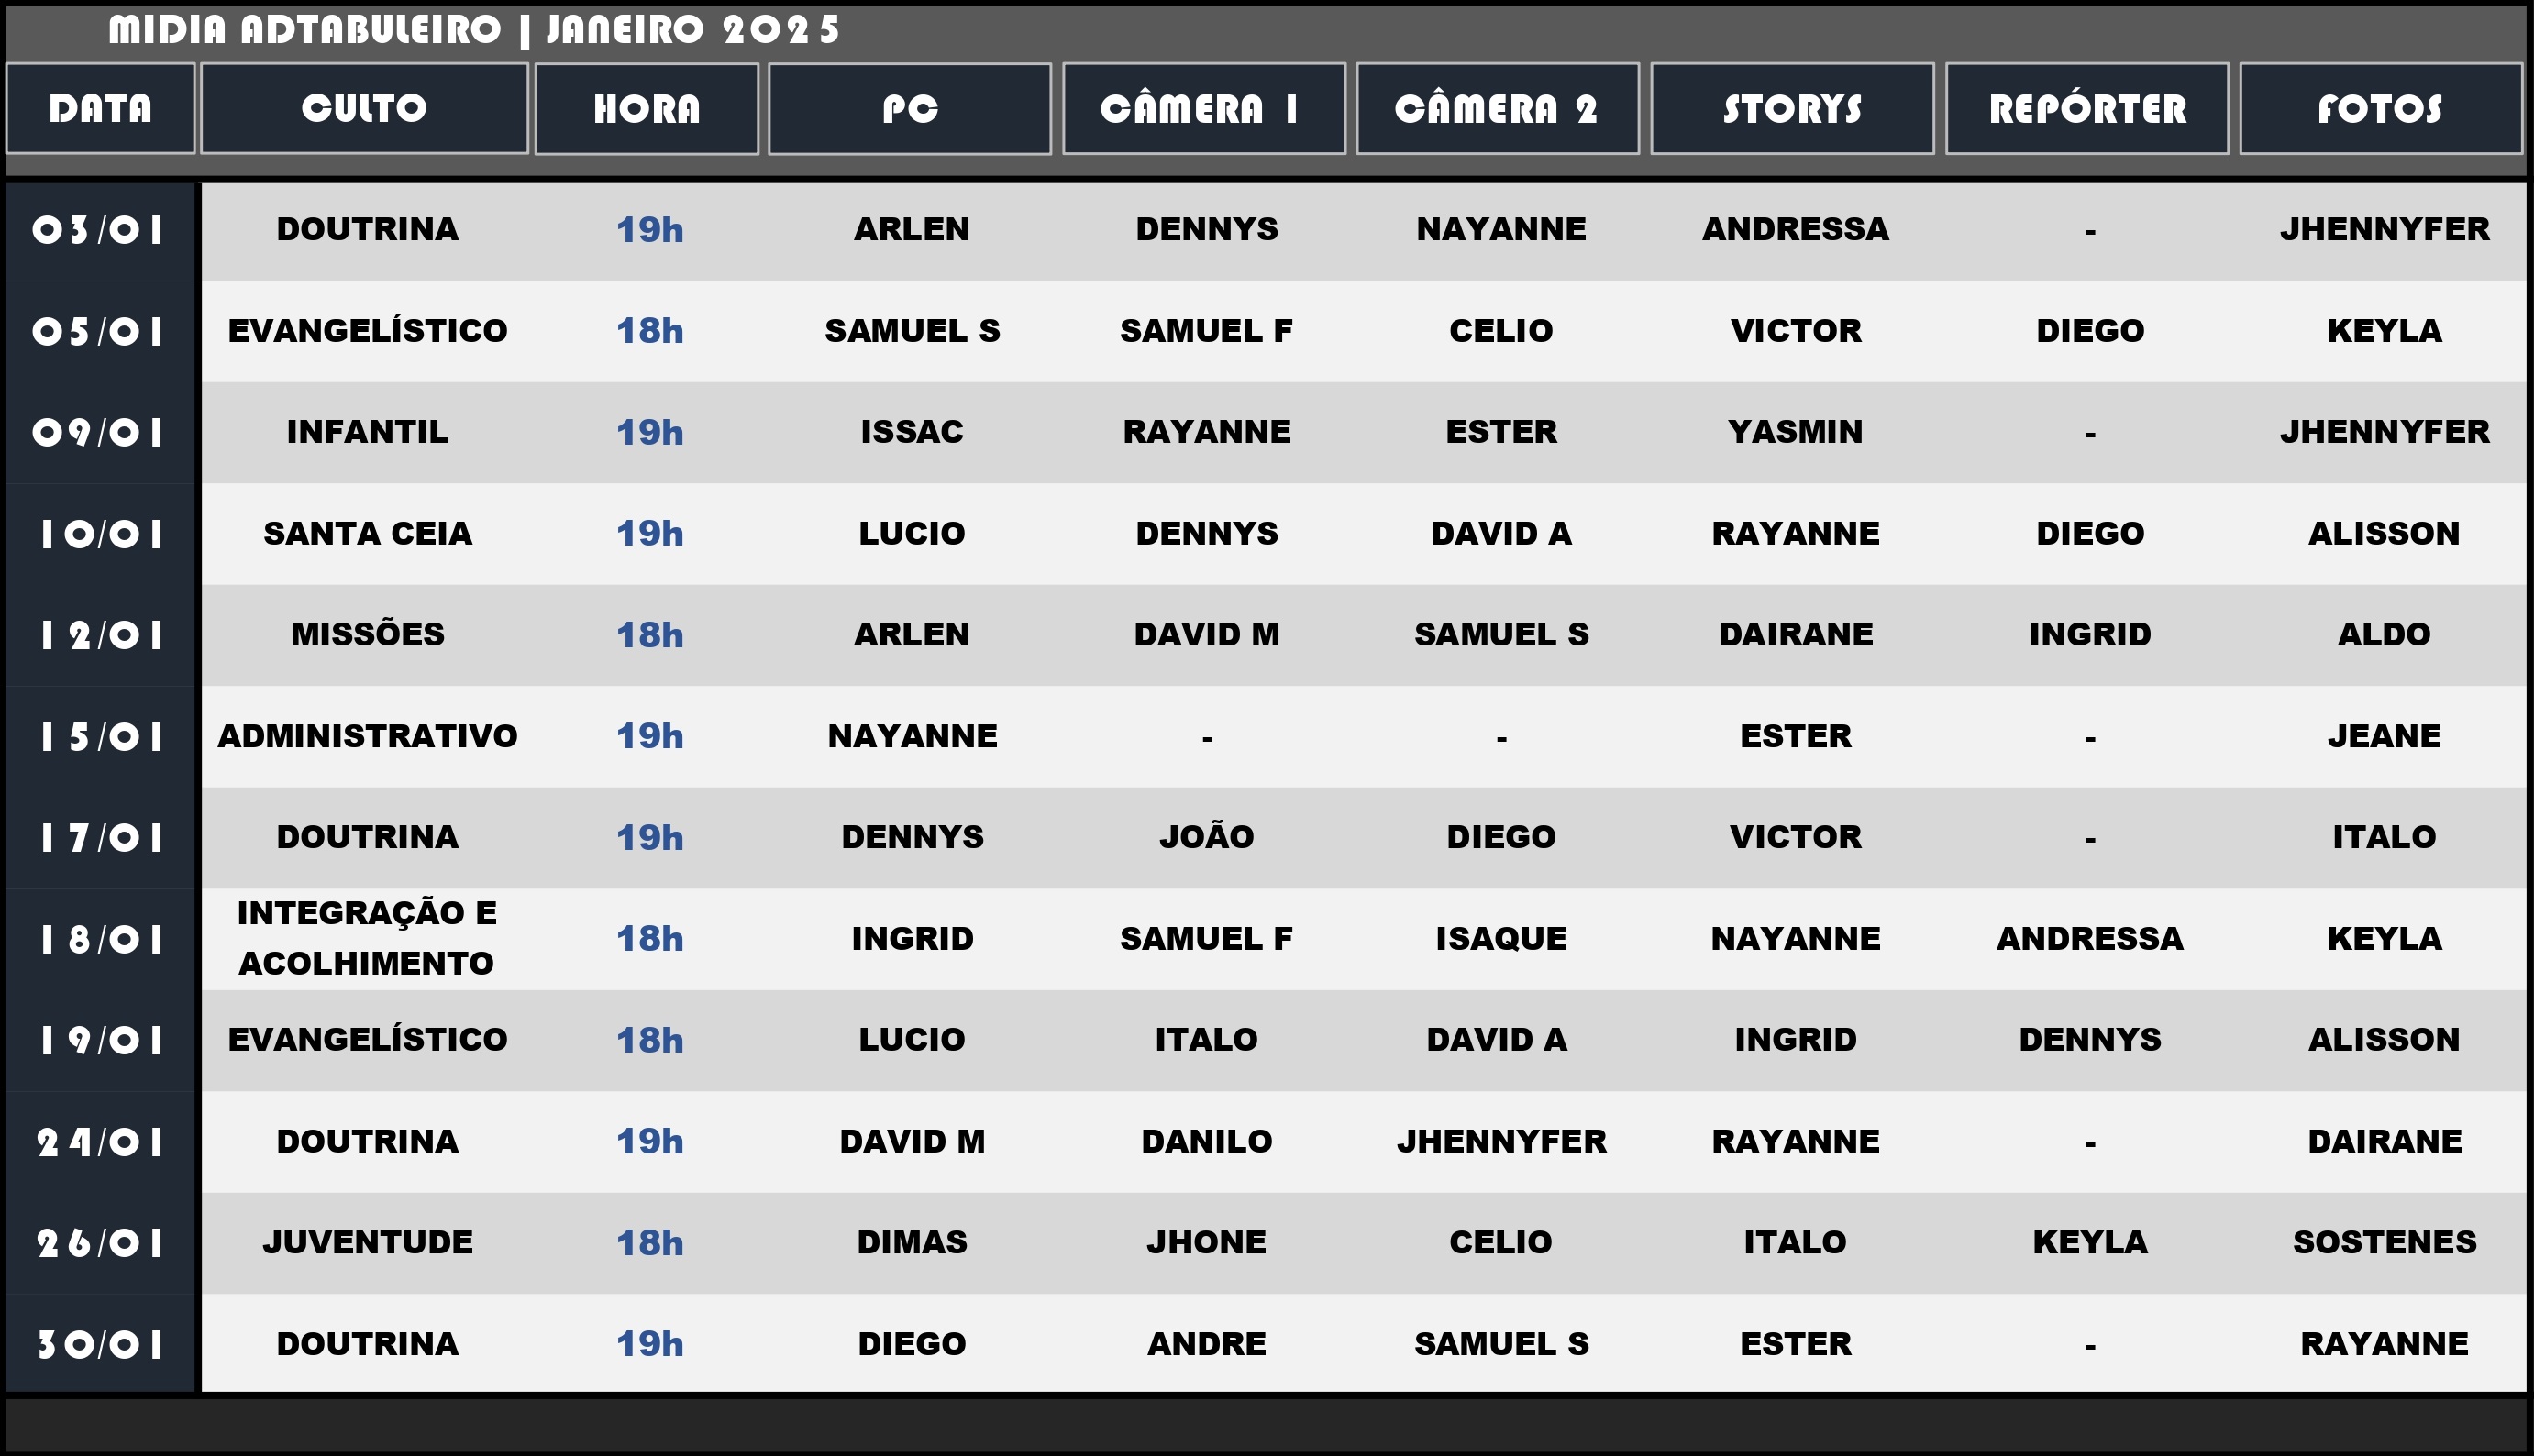 MIDIA ADTABULEIRO | JANEIRO 2025
DATA CULTO HORA PC CÂMERA 1 CÂMERA 2 STORYS REPÓRTER FOTOS
03/01 DOUTRINA 19h ARLEN DENNYS NAYANNE ANDRESSA - JHENNYFER
05/01 EVANGELÍSTICO 18h SAMUEL S SAMUEL F CELIO VICTOR DIEGO KEYLA
09/01 INFANTIL 19h ISSAC RAYANNE ESTER YASMIN - JHENNYFER
10/01 SANTA CEIA 19h LUCIO DENNYS DAVID A RAYANNE DIEGO ALISSON
12/01 MISSÕES 18h ARLEN DAVID M SAMUEL S DAIRANE INGRID ALDO
15/01 ADMINISTRATIVO 19h NAYANNE - - ESTER - JEANE
17/01 DOUTRINA 19h DENNYS JOÃO DIEGO VICTOR - ITALO
18/01 INTEGRAÇÃO E ACOLHIMENTO 18h INGRID SAMUEL F ISAQUE NAYANNE ANDRESSA KEYLA
19/01 EVANGELÍSTICO 18h LUCIO ITALO DAVID A INGRID DENNYS ALISSON
24/01 DOUTRINA 19h DAVID M DANILO JHENNYFER RAYANNE - DAIRANE
26/01 JUVENTUDE 18h DIMAS JHONE CELIO ITALO KEYLA SOSTENES
30/01 DOUTRINA 19h DIEGO ANDRE SAMUEL S ESTER - RAYANNE